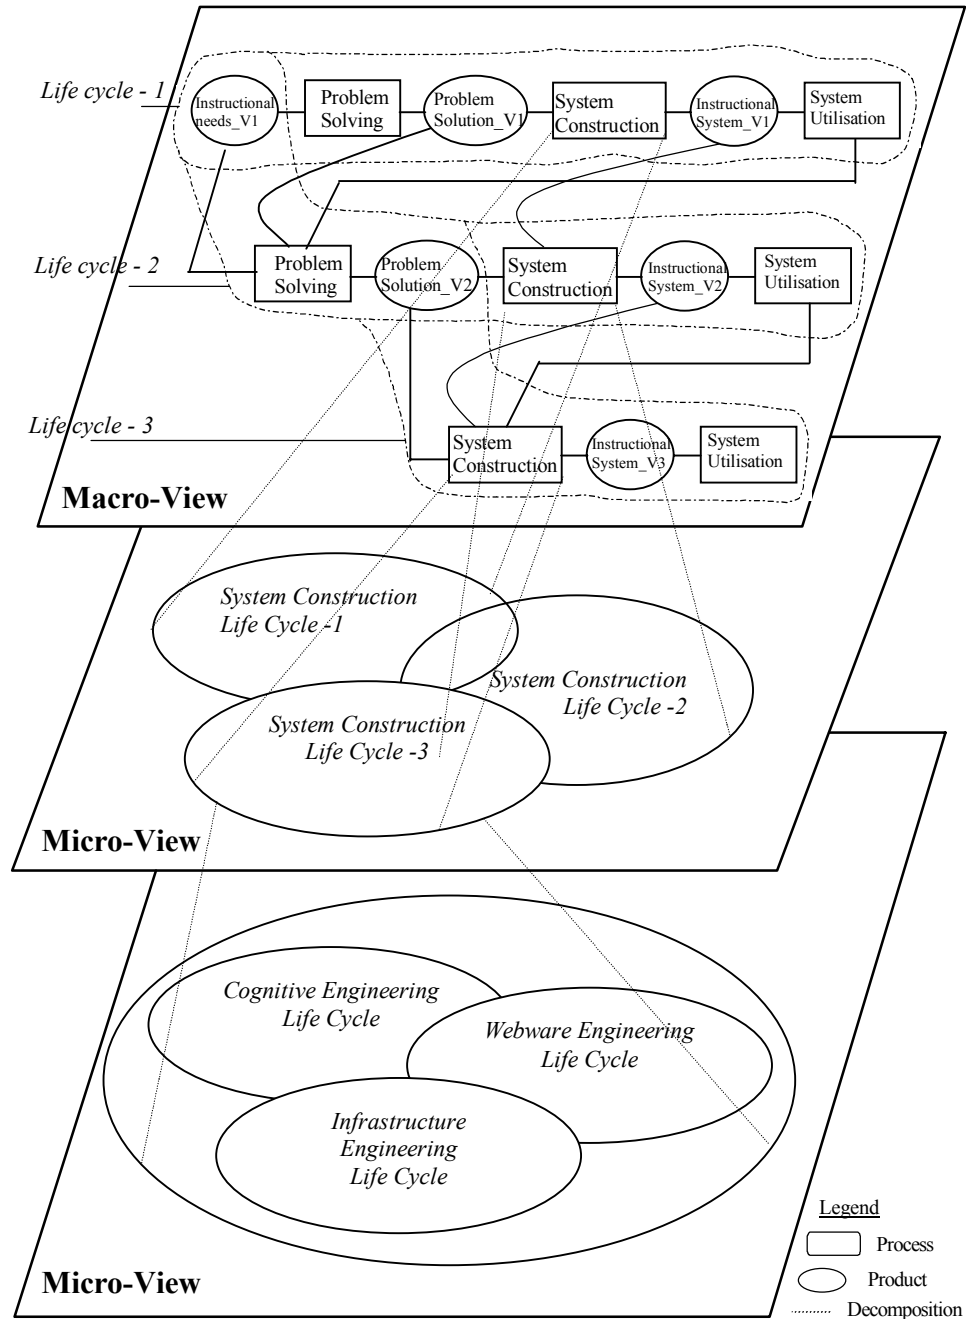 Life cycle - 1
Instructional
needs_V1
Problem
Solving
Problem
Solution_V1
System
Construction
Instructional
System_V1
System
Utilisation
Life cycle - 2
Problem
Solving
Problem
Solution_V2
System
Construction
Instructional
System_V2
System
Utilisation
Life cycle - 3
System
Construction
Instructional
System_V3
System
Utilisation
Macro-View
System Construction
Life Cycle -1
System Construction
Life Cycle -2
System Construction
Life Cycle -3
Micro-View
Cognitive Engineering
Life Cycle
Webware Engineering
Life Cycle
Infrastructure
Engineering
Life Cycle
Micro-View
Legend
Process
Product
Decomposition